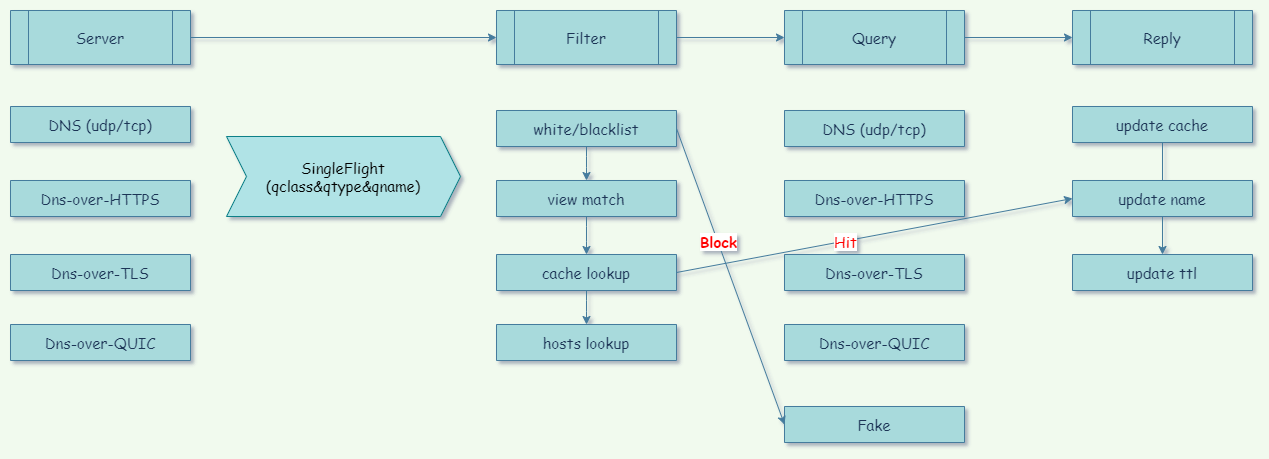 Server
Filter
Query
Reply
DNS (udp/tcp)
Dns-over-HTTPS
Dns-over-TLS
Dns-over-QUIC
SingleFlight
(qclass&qtype&qname)
white/blacklist
view match
cache lookup
hosts lookup
Block
Hit
DNS (udp/tcp)
Dns-over-HTTPS
Dns-over-TLS
Dns-over-QUIC
Fake
update cache
update name
update ttl